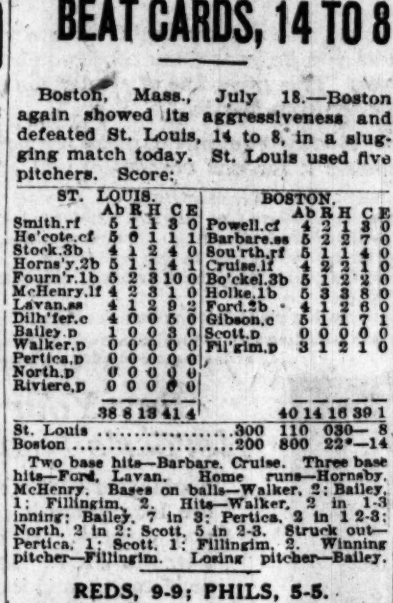 BEAT CARDS, 14 TO 8
Boston, Mass., July 18.—Boston
again showed its aggressiveness and
defeated St. Louis, 14 to 8, in a slug-
ging match today. St. Louis used five
pitchers. Score:
ST. LOUIS.
Ab R H C E
Smith.rf 5 1 1 3 0
He'cote.cf 5 0 1 1 1
Stock.3b 4 1 2 4 0
Horns'y.2b 5 1 1 4 1
Fourn'r.1b 5 2 3 10 0
McHenry.lf 4 2 3 1 0
Lavan.ss 4 1 2 9 2
Dilh'fer.c 4 0 0 5 0
Bailey.p 1 0 0 3 0
Walker.p 0 0 0 0 0
Pertica.p 0 0 0 0 0
North.p 0 0 0 0 0
Riviere.p 0 0 0 0 0
38 8 13 41 4
BOSTON.
Ab R H C E
Powell.cf 4 2 1 3 0
Barbare.ss 5 2 2 7 0
Sou'rth.rf 5 1 1 4 0
Cruise.lf 4 2 2 1 0
Bo'ckel.3b 5 1 2 2 0
Holke.1b 5 3 3 8 0
Ford.2b 4 1 2 6 0
Gibson.c 5 1 1 7 1
Scott.p 0 0 0 0 0
Fil'gim.p 3 1 2 1 0
40 14 16 39 1
St. Louis ............... 300 110 030— 8
Boston .................. 200 800 22*—14
Two base hits—Barbare. Cruise. Three base
hits—Ford, Lavan. Home runs—Hornsby,
McHenry. Bases on balls—Walker, 2; Bailey,
1; Fillingim, 2. Hits—Walker, 2 in 1-3
inning; Bailey, 7 in 3; Pertica, 2 in 1 2-3;
North, 2 in 2; Scott, 5 in 2-3. Struck out—
Pertica, 1; Scott, 1; Fillingim, 2. Winning
pitcher—Fillingim. Losing pitcher—Bailey.
REDS, 9-9; PHILS, 5-5.